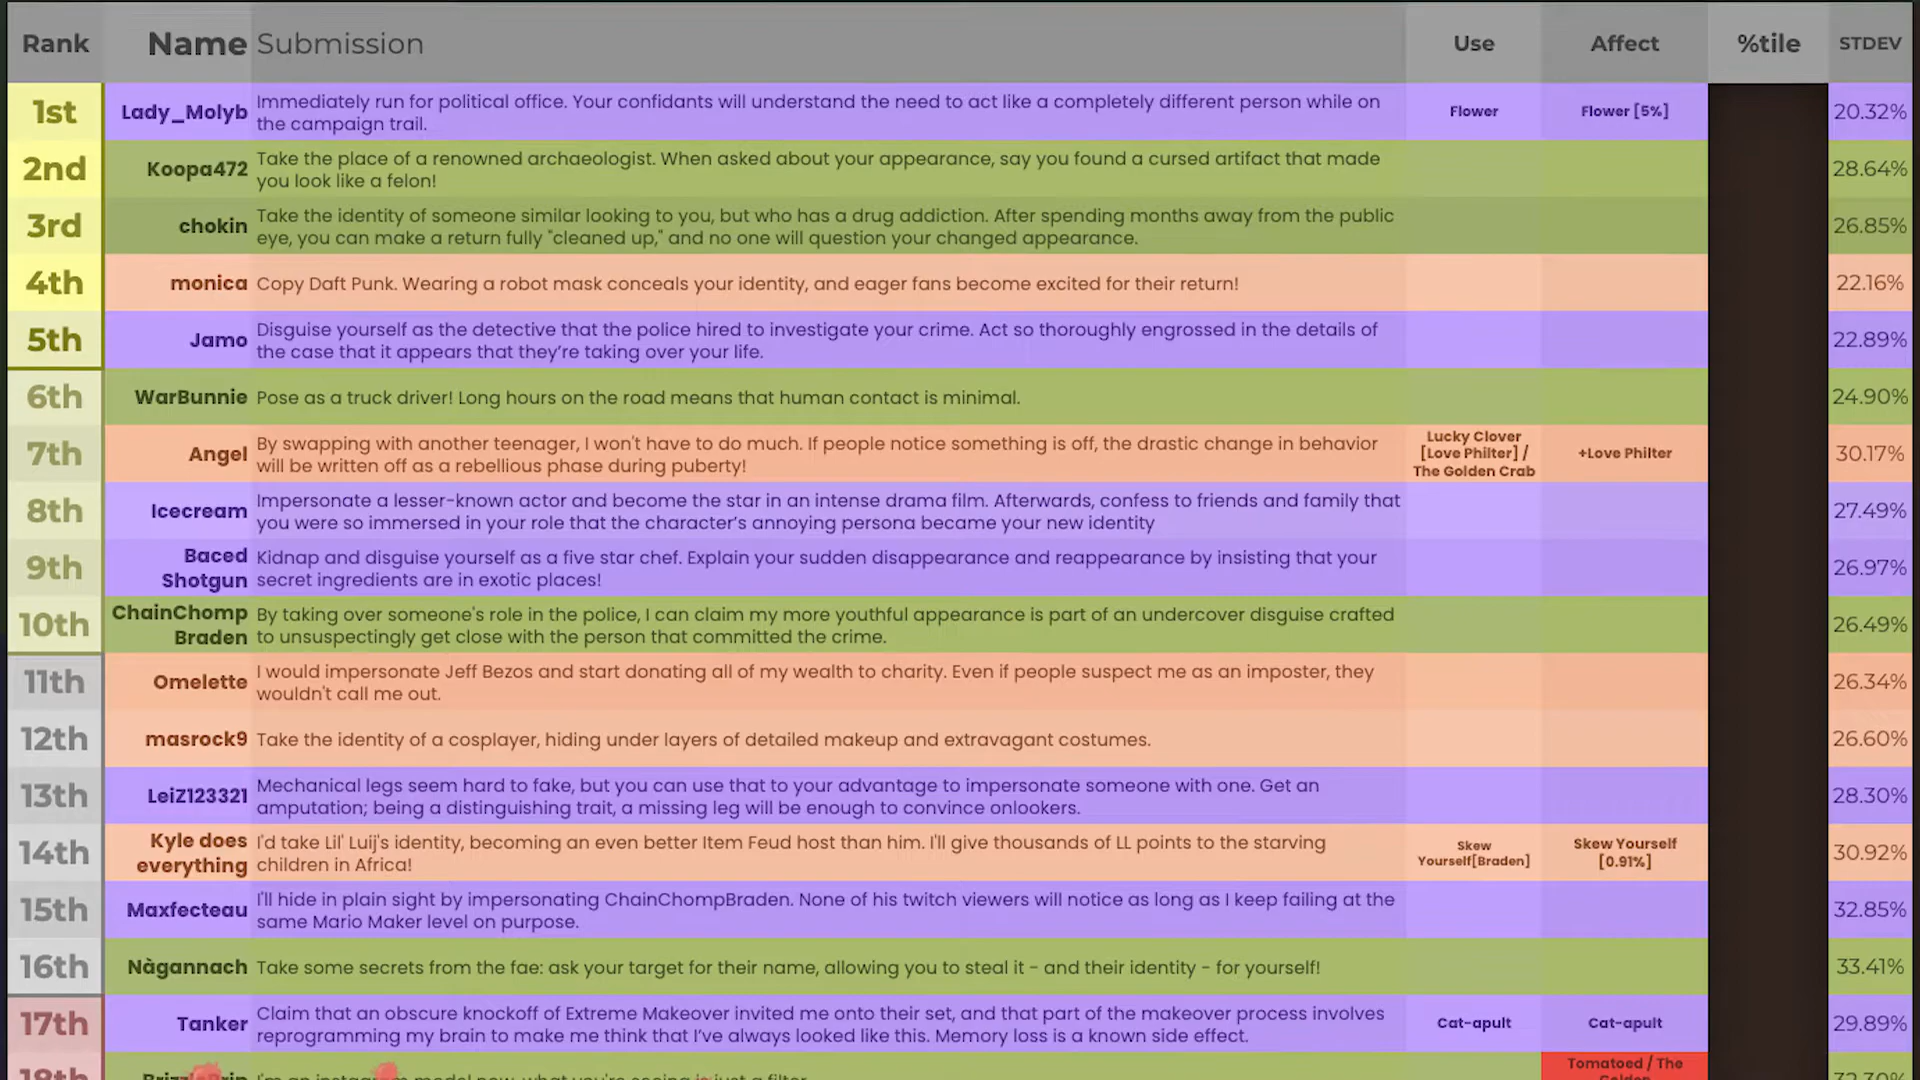 Rank Name Submission Use Affect %tile STDEV
1st Lady_Molyb Immediately run for political office. Your confidants will understand the need to act like a completely different person while on
the campaign trail. Flower Flower [5%] 20.32%
2nd Koopa472 Take the place of a renowned archaeologist. When asked about your appearance, say you found a cursed artifact that made
you look like a felon! 28.64%
3rd chokin Take the identity of someone similar looking to you, but who has a drug addiction. After spending months away from the public
eye, you can make a return fully "cleaned up," and no one will question your changed appearance. 26.85%
4th monica Copy Daft Punk. Wearing a robot mask conceals your identity, and eager fans become excited for their return! 22.16%
5th Jamo Disguise yourself as the detective that the police hired to investigate your crime. Act so thoroughly engrossed in the details of
the case that it appears that they’re taking over your life. 22.89%
6th WarBunnie Pose as a truck driver! Long hours on the road means that human contact is minimal. 24.90%
7th Angel By swapping with another teenager, I won't have to do much. If people notice something is off, the drastic change in behavior
will be written off as a rebellious phase during puberty! Lucky Clover
[Love Philter] /
The Golden Crab +Love Philter 30.17%
8th Icecream Impersonate a lesser-known actor and become the star in an intense drama film. Afterwards, confess to friends and family that
you were so immersed in your role that the character’s annoying persona became your new identity 27.49%
9th Baced
Shotgun Kidnap and disguise yourself as a five star chef. Explain your sudden disappearance and reappearance by insisting that your
secret ingredients are in exotic places! 26.97%
10th ChainChomp
Braden By taking over someone's role in the police, I can claim my more youthful appearance is part of an undercover disguise crafted
to unsuspectingly get close with the person that committed the crime. 26.49%
11th Omelette I would impersonate Jeff Bezos and start donating all of my wealth to charity. Even if people suspect me as an imposter, they
wouldn't call me out. 26.34%
12th masrock9 Take the identity of a cosplayer, hiding under layers of detailed makeup and extravagant costumes. 26.60%
13th LeiZ123321 Mechanical legs seem hard to fake, but you can use that to your advantage to impersonate someone with one. Get an
amputation; being a distinguishing trait, a missing leg will be enough to convince onlookers. 28.30%
14th Kyle does
everything I'd take Lil' Luij's identity, becoming an even better Item Feud host than him. I'll give thousands of LL points to the starving
children in Africa! Skew
Yourself[Braden] Skew Yourself
[0.91%] 30.92%
15th Maxfecteau I'll hide in plain sight by impersonating ChainChompBraden. None of his twitch viewers will notice as long as I keep failing at the
same Mario Maker level on purpose. 32.85%
16th Nàgannach Take some secrets from the fae: ask your target for their name, allowing you to steal it - and their identity - for yourself! 33.41%
17th Tanker Claim that an obscure knockoff of Extreme Makeover invited me onto their set, and that part of the makeover process involves
reprogramming my brain to make me think that I’ve always looked like this. Memory loss is a known side effect. Cat-apult Cat-apult 29.89%
18th I'm an instagram model now, what you're seeing is just a filter Tomatoed / The
Golden 32.30%